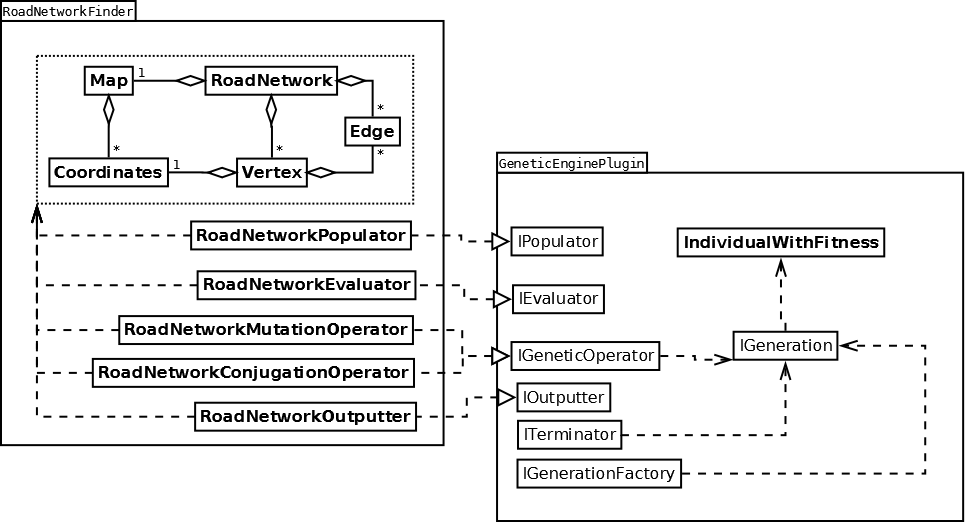 RoadNetworkFinder
Map
1
RoadNetwork
*
Edge
*
*
*
Coordinates
1
Vertex
RoadNetworkPopulator
RoadNetworkEvaluator
RoadNetworkMutationOperator
RoadNetworkConjugationOperator
RoadNetworkOutputter
GeneticEnginePlugin
IPopulator
IndividualWithFitness
IEvaluator
IGeneticOperator
IGeneration
IOutputter
ITerminator
IGenerationFactory